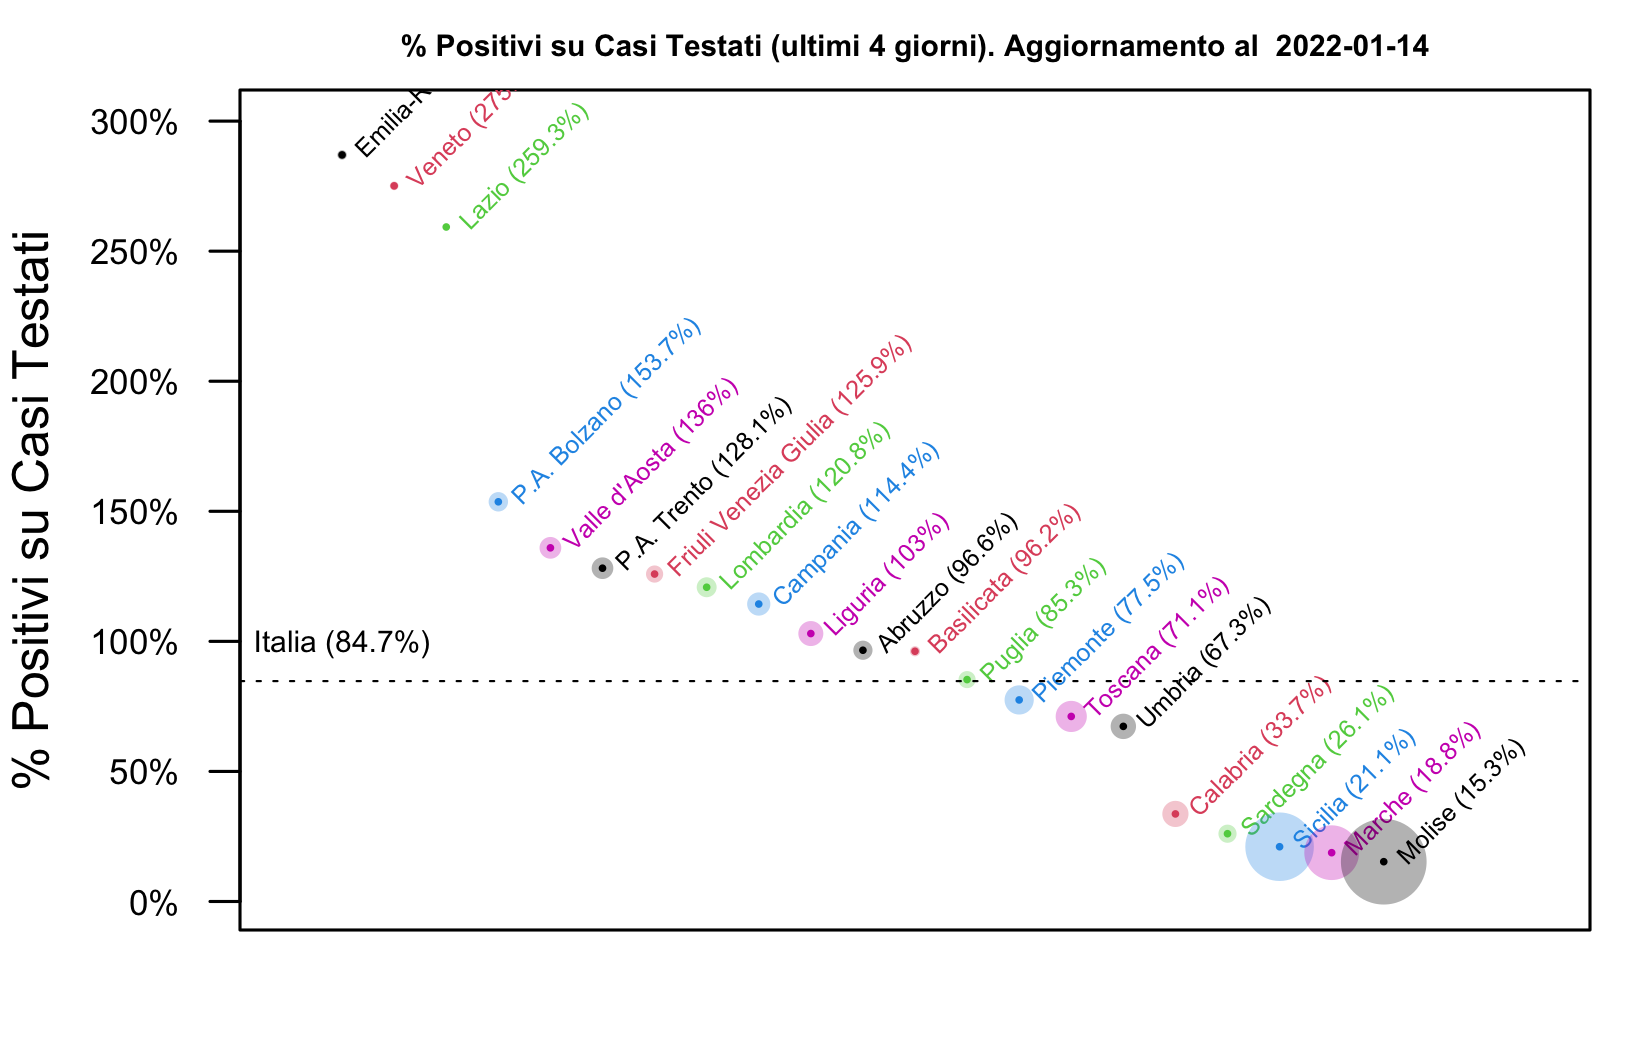 % Positivi su Casi Testati (ultimi 4 giorni). Aggiornamento al 2022-01-14
% Positivi su Casi Testati
300%
250%
200%
150%
100%
50%
0%
Emilia-R
Veneto (275.
Lazio (259.3%)
P.A. Bolzano (153.7%)
Valle d'Aosta (136%)
P.A. Trento (128.1%)
Friuli Venezia Giulia (125.9%)
Lombardia (120.8%)
Campania (114.4%)
Liguria (103%)
Abruzzo (96.6%)
Basilicata (96.2%)
Puglia (85.3%)
Piemonte (77.5%)
Toscana (71.1%)
Umbria (67.3%)
Calabria (33.7%)
Sardegna (26.1%)
Sicilia (21.1%)
Marche (18.8%)
Molise (15.3%)
Italia (84.7%)